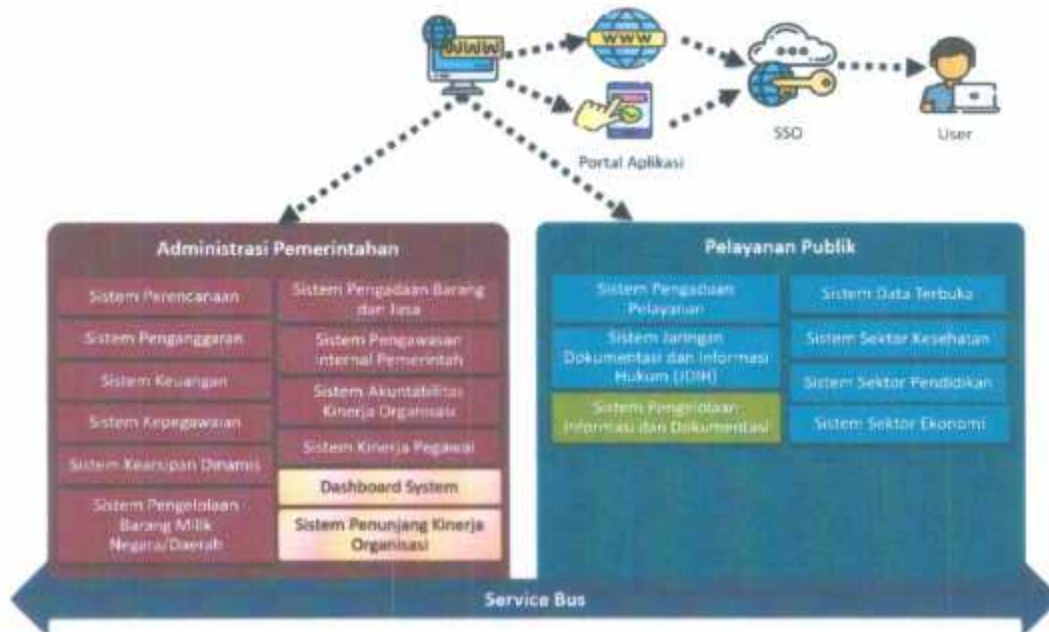 WWW
WWW
SSO
User
Portal Aplikasi
Administrasi Pemerintahan
Sistem Perencanaan
Sistem Penganggaran
Sistem Keuangan
Sistem Kepegawaian
Sistem Kearsipan Dinamis
Sistem Pengelolaan
Barang Milik
Negara/Daerah
Sistem Pengadaan Barang
dan Jasa
Sistem Pengawasan
Internal Pemerintah
Sistem Akuntabilitas
Kinerja Organisasi
Sistem Kinerja Pegawai
Dashboard System
Sistem Penunjang Kinerja
Organisasi
Pelayanan Publik
Sistem Pengaduan
Pelayanan
Sistem Jaringan
Dokumentasi dan Informasi
Hukum (JDIH)
Sistem Pengelolaan
Informasi dan Dokumentasi
Sistem Data Terbuka
Sistem Sektor Kesehatan
Sistem Sektor Pendidikan
Sistem Sektor Ekonomi
Service Bus